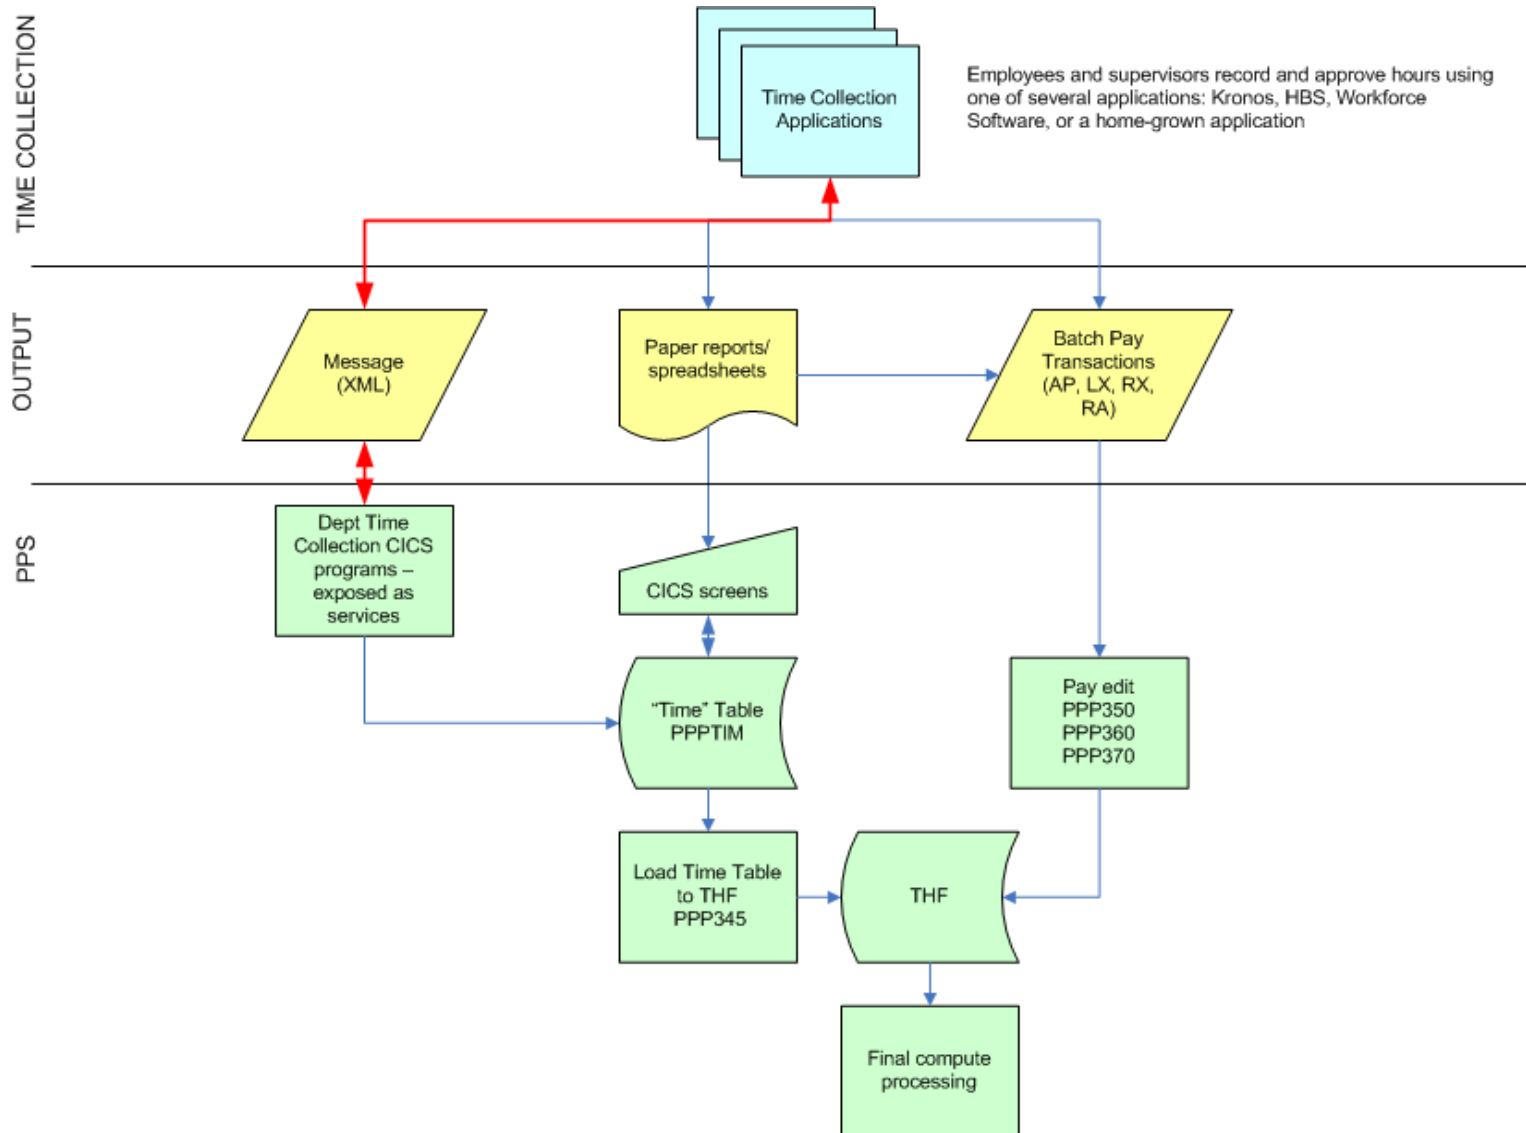 TIME COLLECTION
Time Collection
Applications
Employees and supervisors record and approve hours using
one of several applications: Kronos, HBS, Workforce
Software, or a home-grown application
OUTPUT
Message
(XML)
Paper reports/
spreadsheets
Batch Pay
Transactions
(AP, LX, RX,
RA)
PPS
Dept Time
Collection CICS
programs –
exposed as
services
CICS screens
“Time” Table
PPPTIM
Pay edit
PPP350
PPP360
PPP370
Load Time Table
to THF
PPP345
THF
Final compute
processing